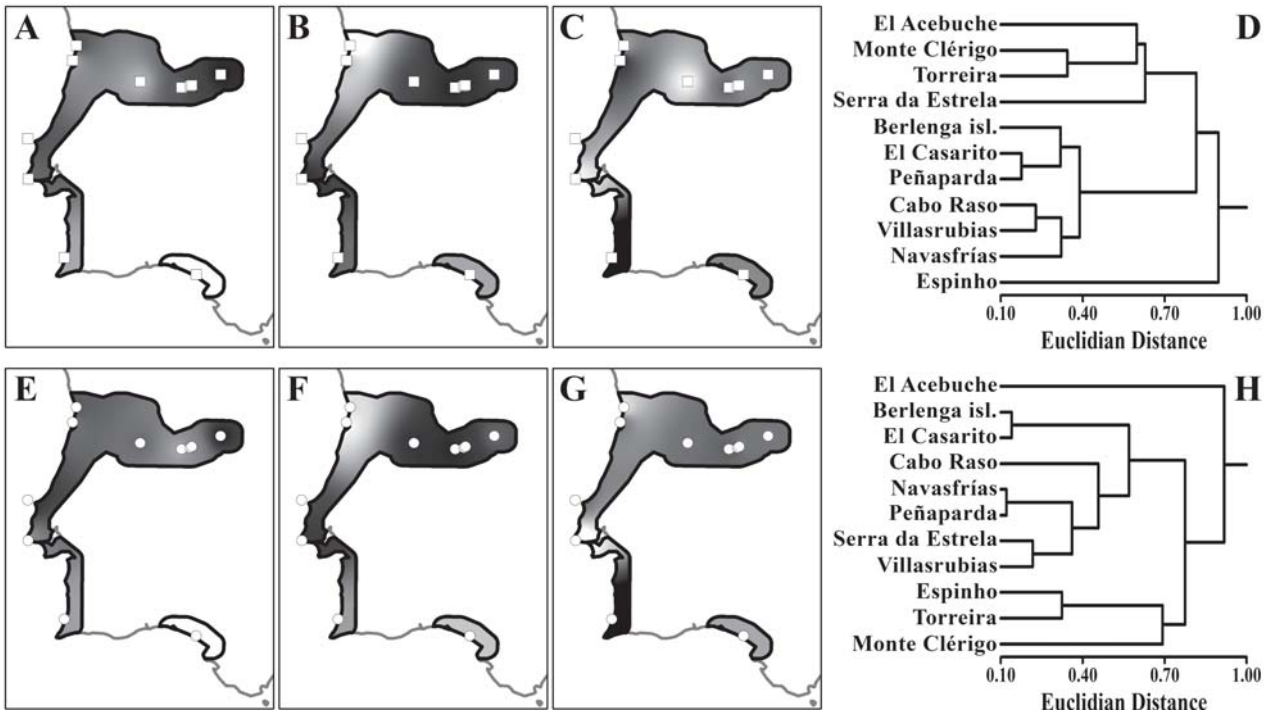 A
B
C
D
El Acebuche
Monte Clérigo
Torreira
Serra da Estrela
Berlenga isl.
El Casarito
Peñaparda
Cabo Raso
Villasrubias
Navasfrías
Espinho
0.10 0.40 0.70 1.00
Euclidian Distance
E
F
G
H
El Acebuche
Berlenga isl.
El Casarito
Cabo Raso
Navasfrías
Peñaparda
Serra da Estrela
Villasrubias
Espinho
Torreira
Monte Clérigo
0.10 0.40 0.70 1.00
Euclidian Distance